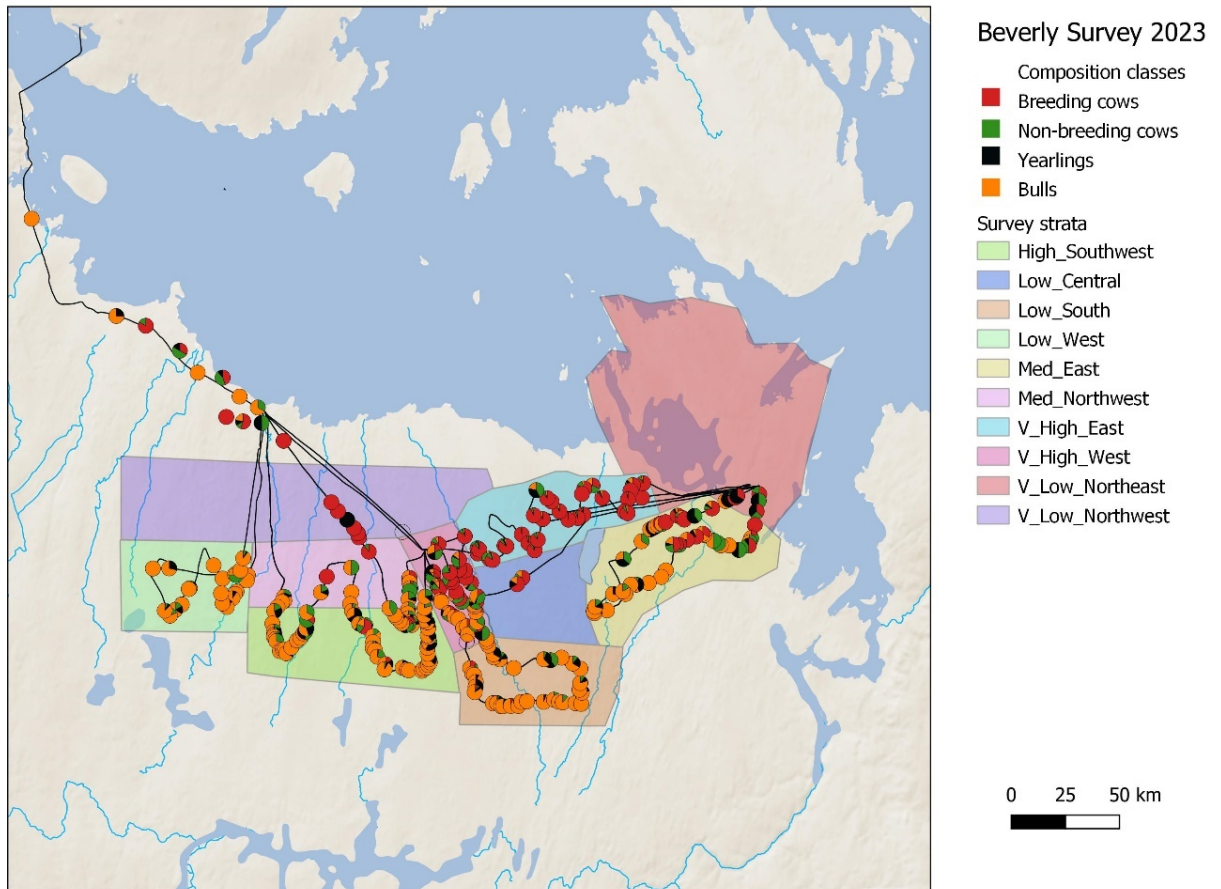 Beverly Survey 2023
Composition classes
Breeding cows
Non-breeding cows
Yearlings
Bulls
Survey strata
High_Southwest
Low_Central
Low_South
Low_West
Med_East
Med_Northwest
V_High_East
V_High_West
V_Low_Northeast
V_Low_Northwest
0 25 50 km